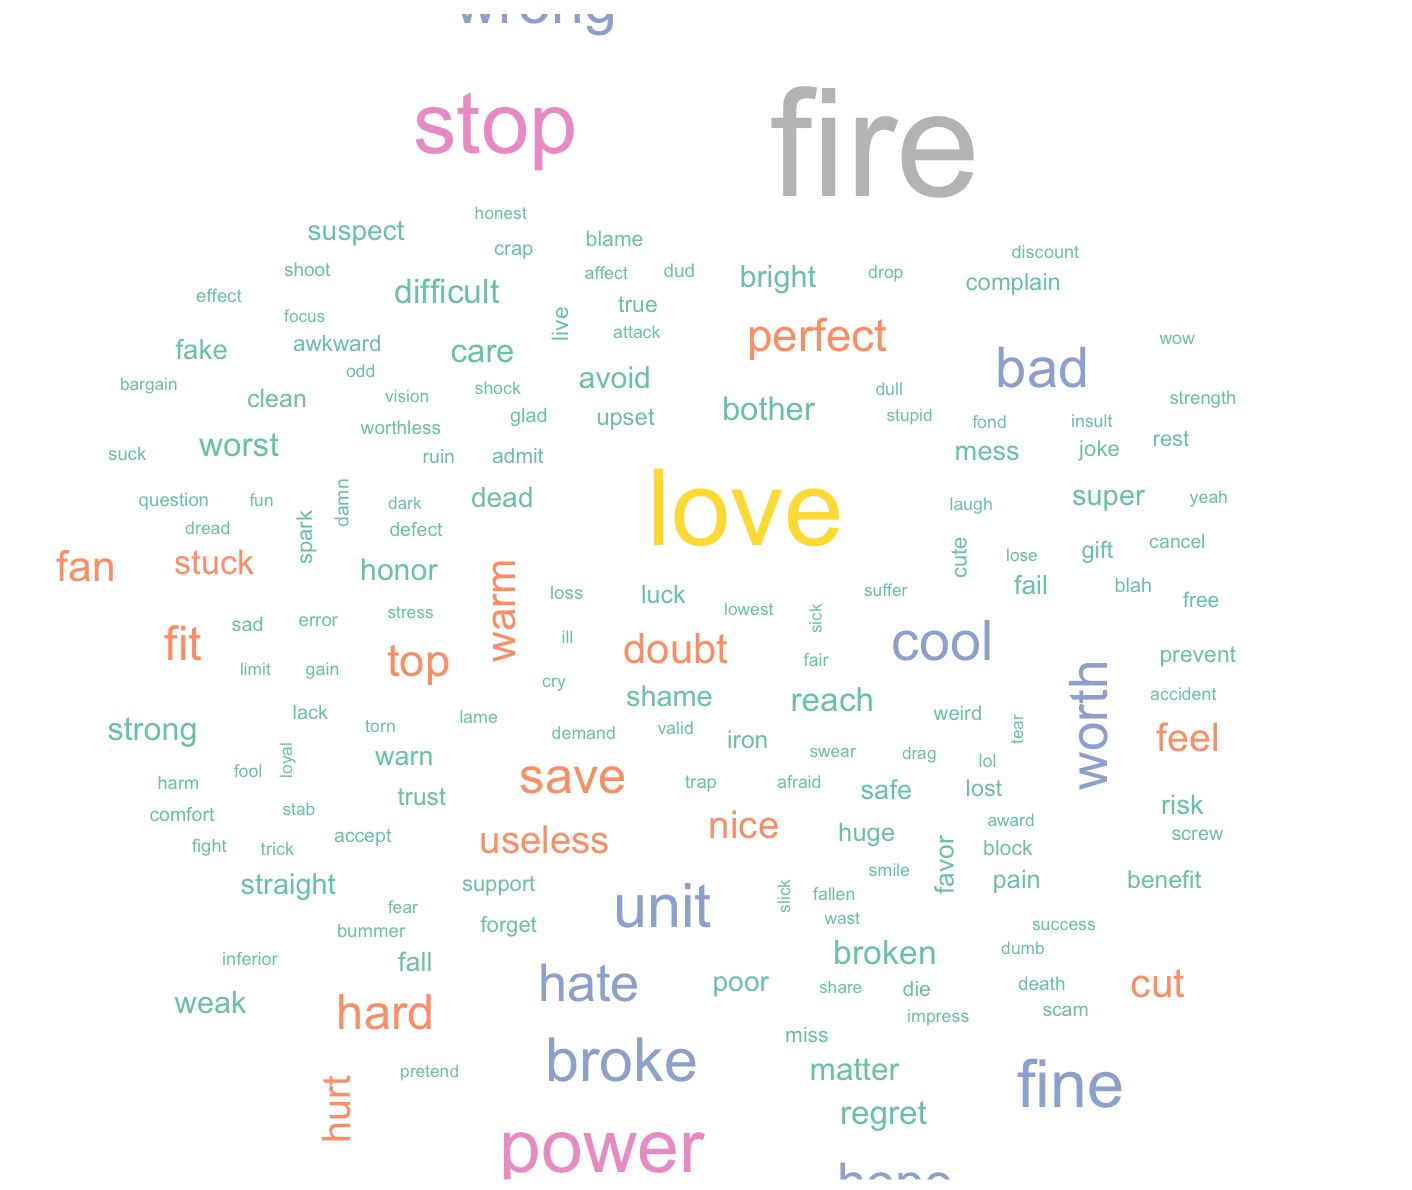 wrong
stop
fire
honest
suspect
crap
blame
discount
shoot
affect
dud
bright
drop
complain
effect
difficult
live
true
focus
attack
perfect
fake
awkward
care
wow
bad
odd
avoid
bargain
vision
shock
dull
clean
strength
glad
upset
bother
stupid
fond
insult
worthless
worst
rest
suck
ruin
admit
mess
joke
love
question
fun
damn
dark
dead
laugh
super
yeah
dread
spark
defect
cute
cancel
fan
stuck
honor
warm
lose
gift
loss
luck
suffer
fail
blah
free
sad
error
stress
lowest
sick
fit
ill
doubt
cool
limit
gain
top
fair
prevent
cry
shame
reach
worth
accident
strong
lack
torn
lame
demand
valid
iron
weird
tear
feel
fool
loyal
warn
swear
drag
lol
harm
save
trap
afraid
safe
lost
comfort
stab
trust
risk
fight
trick
accept
useless
nice
huge
award
screw
favor
block
straight
support
slick
smile
fallen
pain
benefit
fear
unit
wast
bummer
forget
success
inferior
fall
broken
dumb
weak
hard
hate
poor
share
die
death
cut
impress
scam
miss
hurt
pretend
broke
matter
fine
regret
power
hope